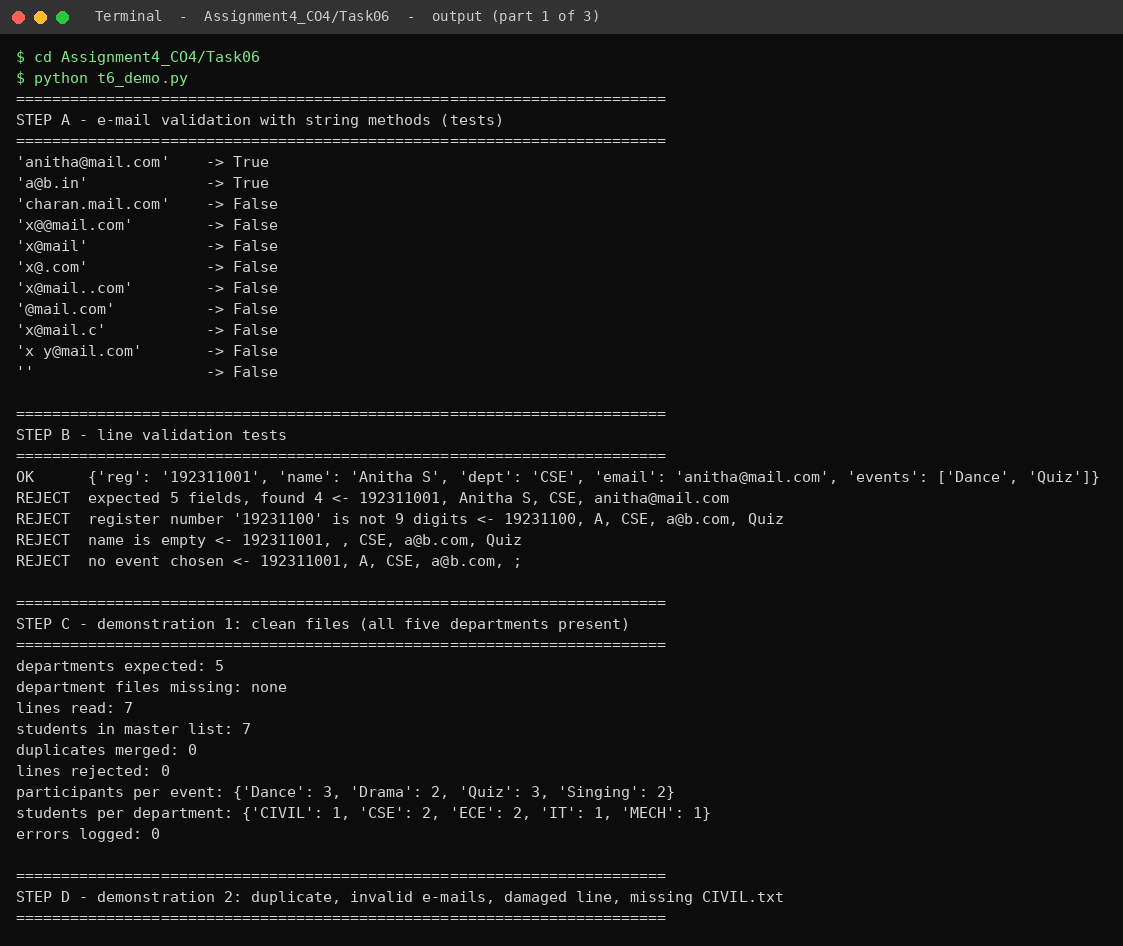 Terminal  -  Assignment4_CO4/Task06  -  output (part 1 of 3)
$ cd Assignment4_CO4/Task06
$ python t6_demo.py
========================================================================
STEP A - e-mail validation with string methods (tests)
========================================================================
'anitha@mail.com'    -> True
'a@b.in'             -> True
'charan.mail.com'    -> False
'x@@mail.com'        -> False
'x@mail'             -> False
'x@.com'             -> False
'x@mail..com'        -> False
'@mail.com'          -> False
'x@mail.c'           -> False
'x y@mail.com'       -> False
''                   -> False
========================================================================
STEP B - line validation tests
========================================================================
OK      {'reg': '192311001', 'name': 'Anitha S', 'dept': 'CSE', 'email': 'anitha@mail.com', 'events': ['Dance', 'Quiz']}
REJECT  expected 5 fields, found 4 <- 192311001, Anitha S, CSE, anitha@mail.com
REJECT  register number '19231100' is not 9 digits <- 19231100, A, CSE, a@b.com, Quiz
REJECT  name is empty <- 192311001, , CSE, a@b.com, Quiz
REJECT  no event chosen <- 192311001, A, CSE, a@b.com, ;
========================================================================
STEP C - demonstration 1: clean files (all five departments present)
========================================================================
departments expected: 5
department files missing: none
lines read: 7
students in master list: 7
duplicates merged: 0
lines rejected: 0
participants per event: {'Dance': 3, 'Drama': 2, 'Quiz': 3, 'Singing': 2}
students per department: {'CIVIL': 1, 'CSE': 2, 'ECE': 2, 'IT': 1, 'MECH': 1}
errors logged: 0
========================================================================
STEP D - demonstration 2: duplicate, invalid e-mails, damaged line, missing CIVIL.txt
========================================================================